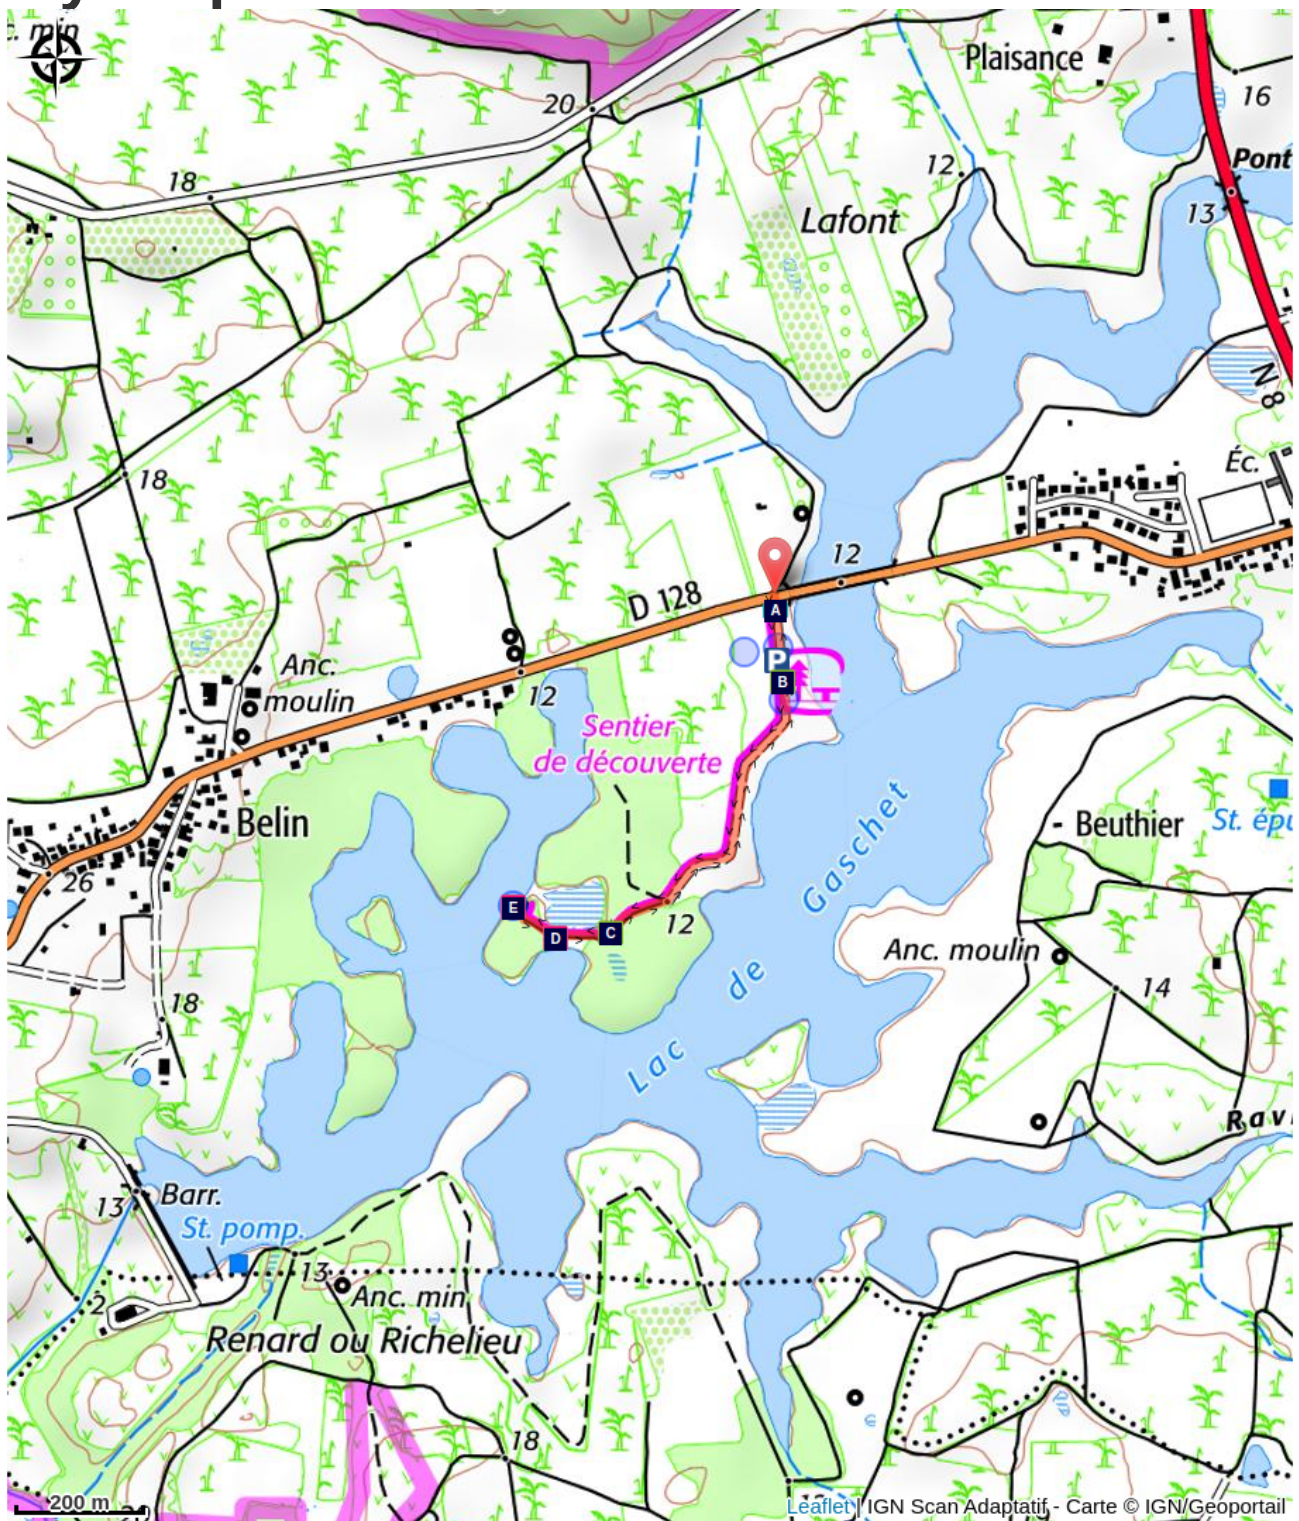 c. min
Plaisance
20
16
12
Pont
18
Lafont
13
N 8
18
Éc.
12
D 128
A
P
B
Anc.
moulin
12
Sentier
de découverte
Belin
Gaschet
Beuthier
St. épu
26
E
D
C
12
Anc. moulin
de
14
18
Lac
Ravi
13
Barr.
St. pomp.
13
2
Anc. min
Renard ou Richelieu
18
200 m
Leaflet | IGN Scan Adaptatif - Carte © IGN/Geoportail